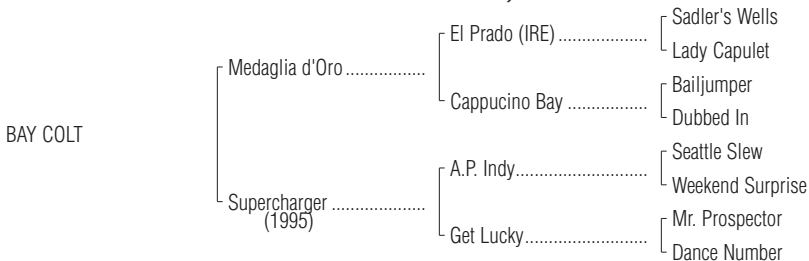 Sadler's Wells
El Prado (IRE) ...................
Lady Capulet
Medaglia d'Oro .................
Bailjumper
Cappucino Bay .................
Dubbed In
BAY COLT
Seattle Slew
A.P. Indy............................
Weekend Surprise
Supercharger ....................
(1995)
Mr. Prospector
Get Lucky..........................
Dance Number